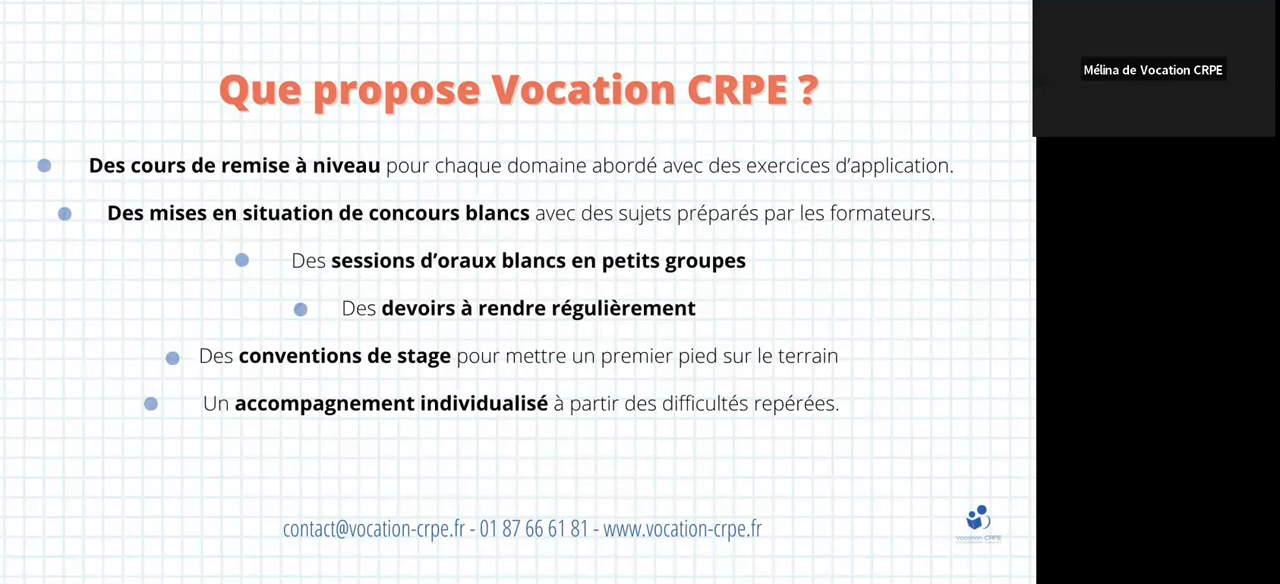 Que propose Vocation CRPE ?
Mélina de Vocation CRPE
Des cours de remise à niveau pour chaque domaine abordé avec des exercices d’application.
Des mises en situation de concours blancs avec des sujets préparés par les formateurs.
Des sessions d’oraux blancs en petits groupes
Des devoirs à rendre régulièrement
Des conventions de stage pour mettre un premier pied sur le terrain
Un accompagnement individualisé à partir des difficultés repérées.
contact@vocation-crpe.fr - 01 87 66 61 81 - www.vocation-crpe.fr
Vocation CRPE